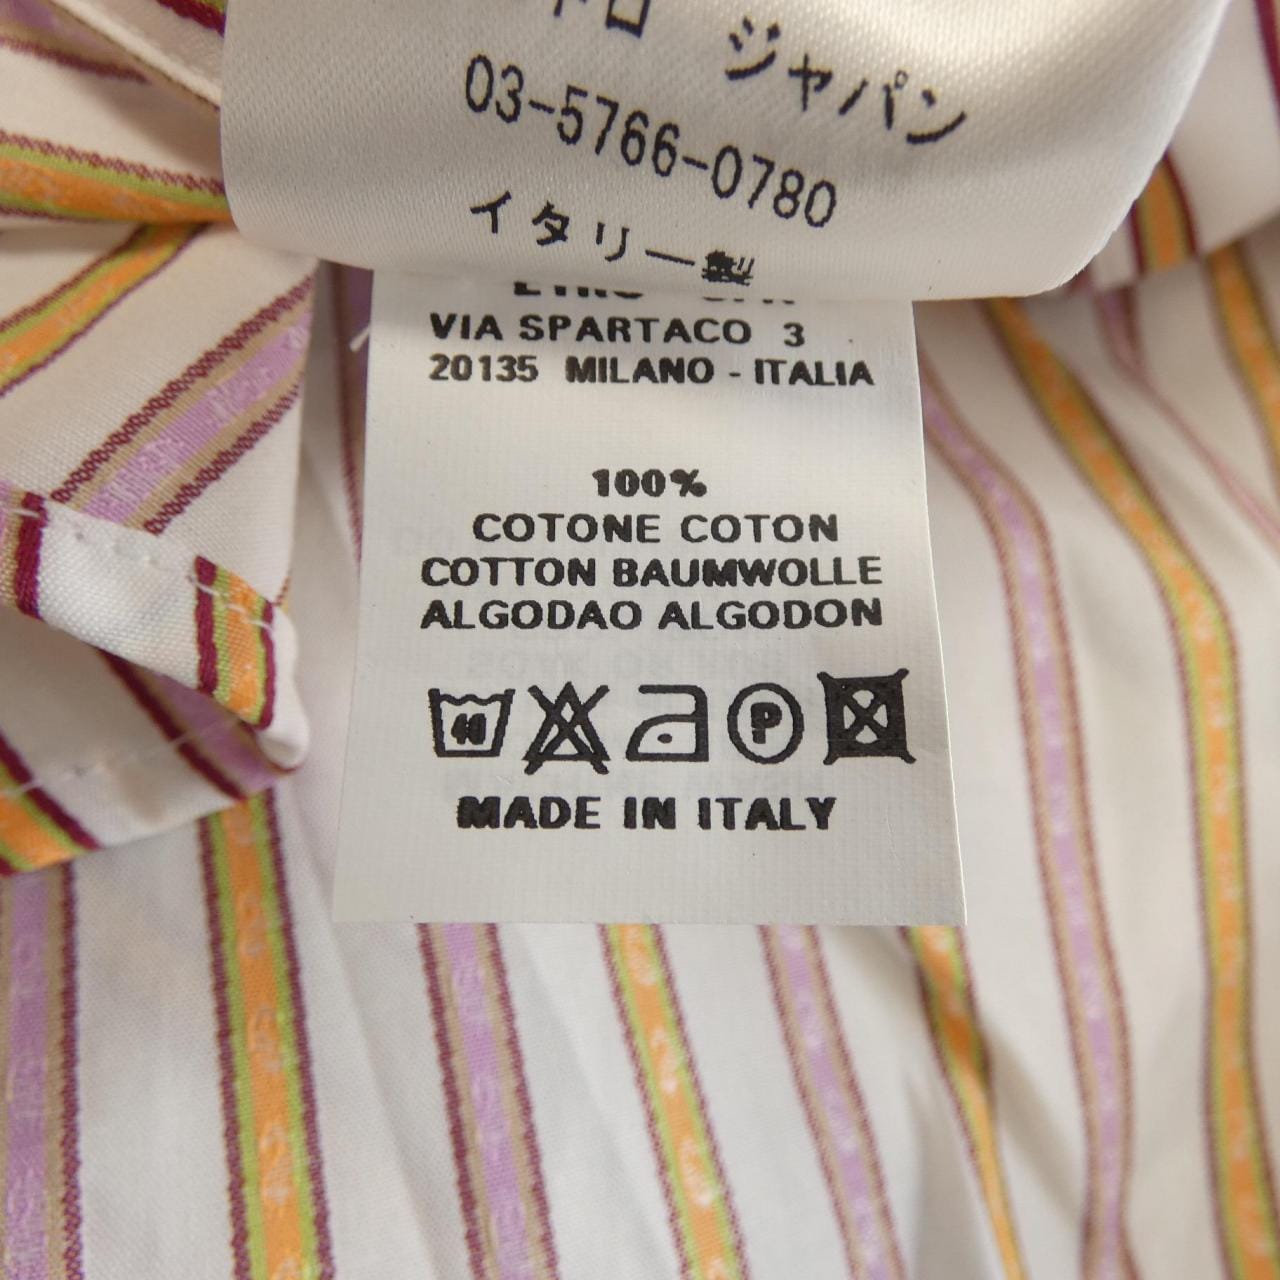 ジャパン
03-5766-0780
イタリー製
VIA SPARTACO 3
20135 MILANO - ITALIA
100%
COTONE COTON
COTTON BAUMWOLLE
ALGODAO ALGODON
40 P
MADE IN ITALY